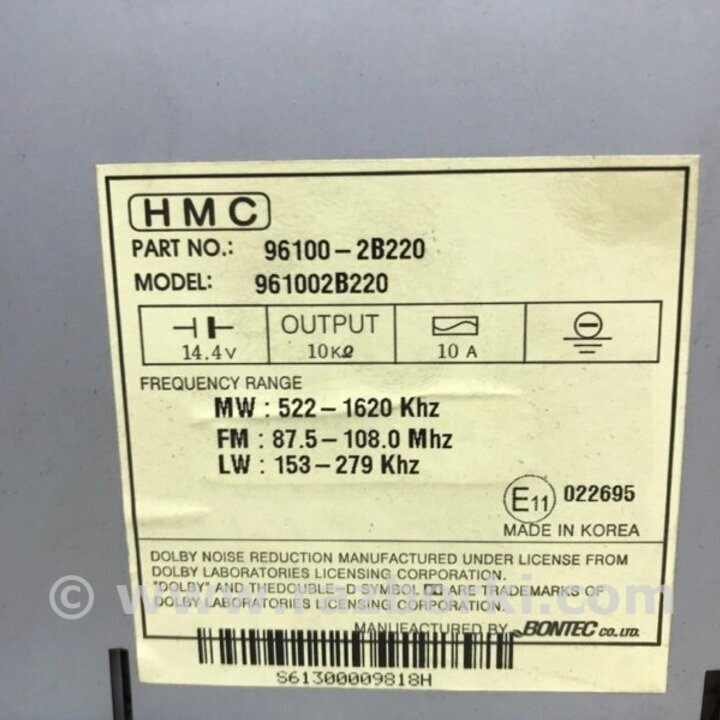 HMC
PART NO.: 96100-2B220
MODEL: 961002B220
14.4V
OUTPUT
10KΩ
10 A
FREQUENCY RANGE
MW : 522-1620 Khz
FM : 87.5-108.0 Mhz
LW : 153-279 Khz
E11 022695
MADE IN KOREA
DOLBY NOISE REDUCTION MANUFACTURED UNDER LICENSE FROM
DOLBY LABORATORIES LICENSING CORPORATION.
"DOLBY" AND THEDOUBLE-D SYMBOL ARE TRADEMARKS OF
DOLBY LABORATORIES LICENSING CORPORATION.
MANUFACTURED BY BONTEC CO.,LTD.
S61300009818H